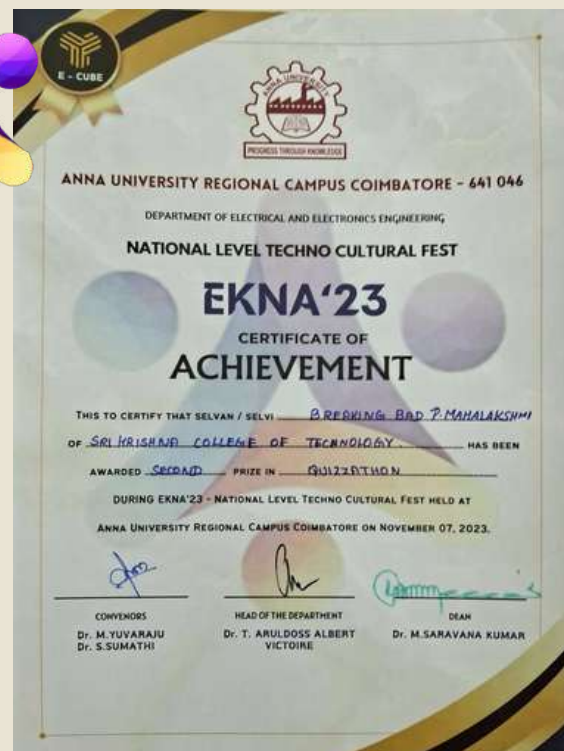 E - CUBE
ANNA UNIVERSITY
PROGRESS THROUGH KNOWLEDGE
ANNA UNIVERSITY REGIONAL CAMPUS COIMBATORE - 641 046
DEPARTMENT OF ELECTRICAL AND ELECTRONICS ENGINEERING
NATIONAL LEVEL TECHNO CULTURAL FEST
EKNA'23
CERTIFICATE OF
ACHIEVEMENT
THIS TO CERTIFY THAT SELVAN / SELVI BREAKING BAD P. MAHALAKSHMI
OF SRI KRISHNA COLLEGE OF TECHNOLOGY. HAS BEEN
AWARDED SECOND PRIZE IN QUIZZATHON
DURING EKNA'23 - NATIONAL LEVEL TECHNO CULTURAL FEST HELD AT
ANNA UNIVERSITY REGIONAL CAMPUS COIMBATORE ON NOVEMBER 07, 2023.
CONVENORS
Dr. M.YUVARAJU
Dr. S.SUMATHI
HEAD OF THE DEPARTMENT
Dr. T. ARULDOSS ALBERT
VICTOIRE
DEAN
Dr. M.SARAVANA KUMAR